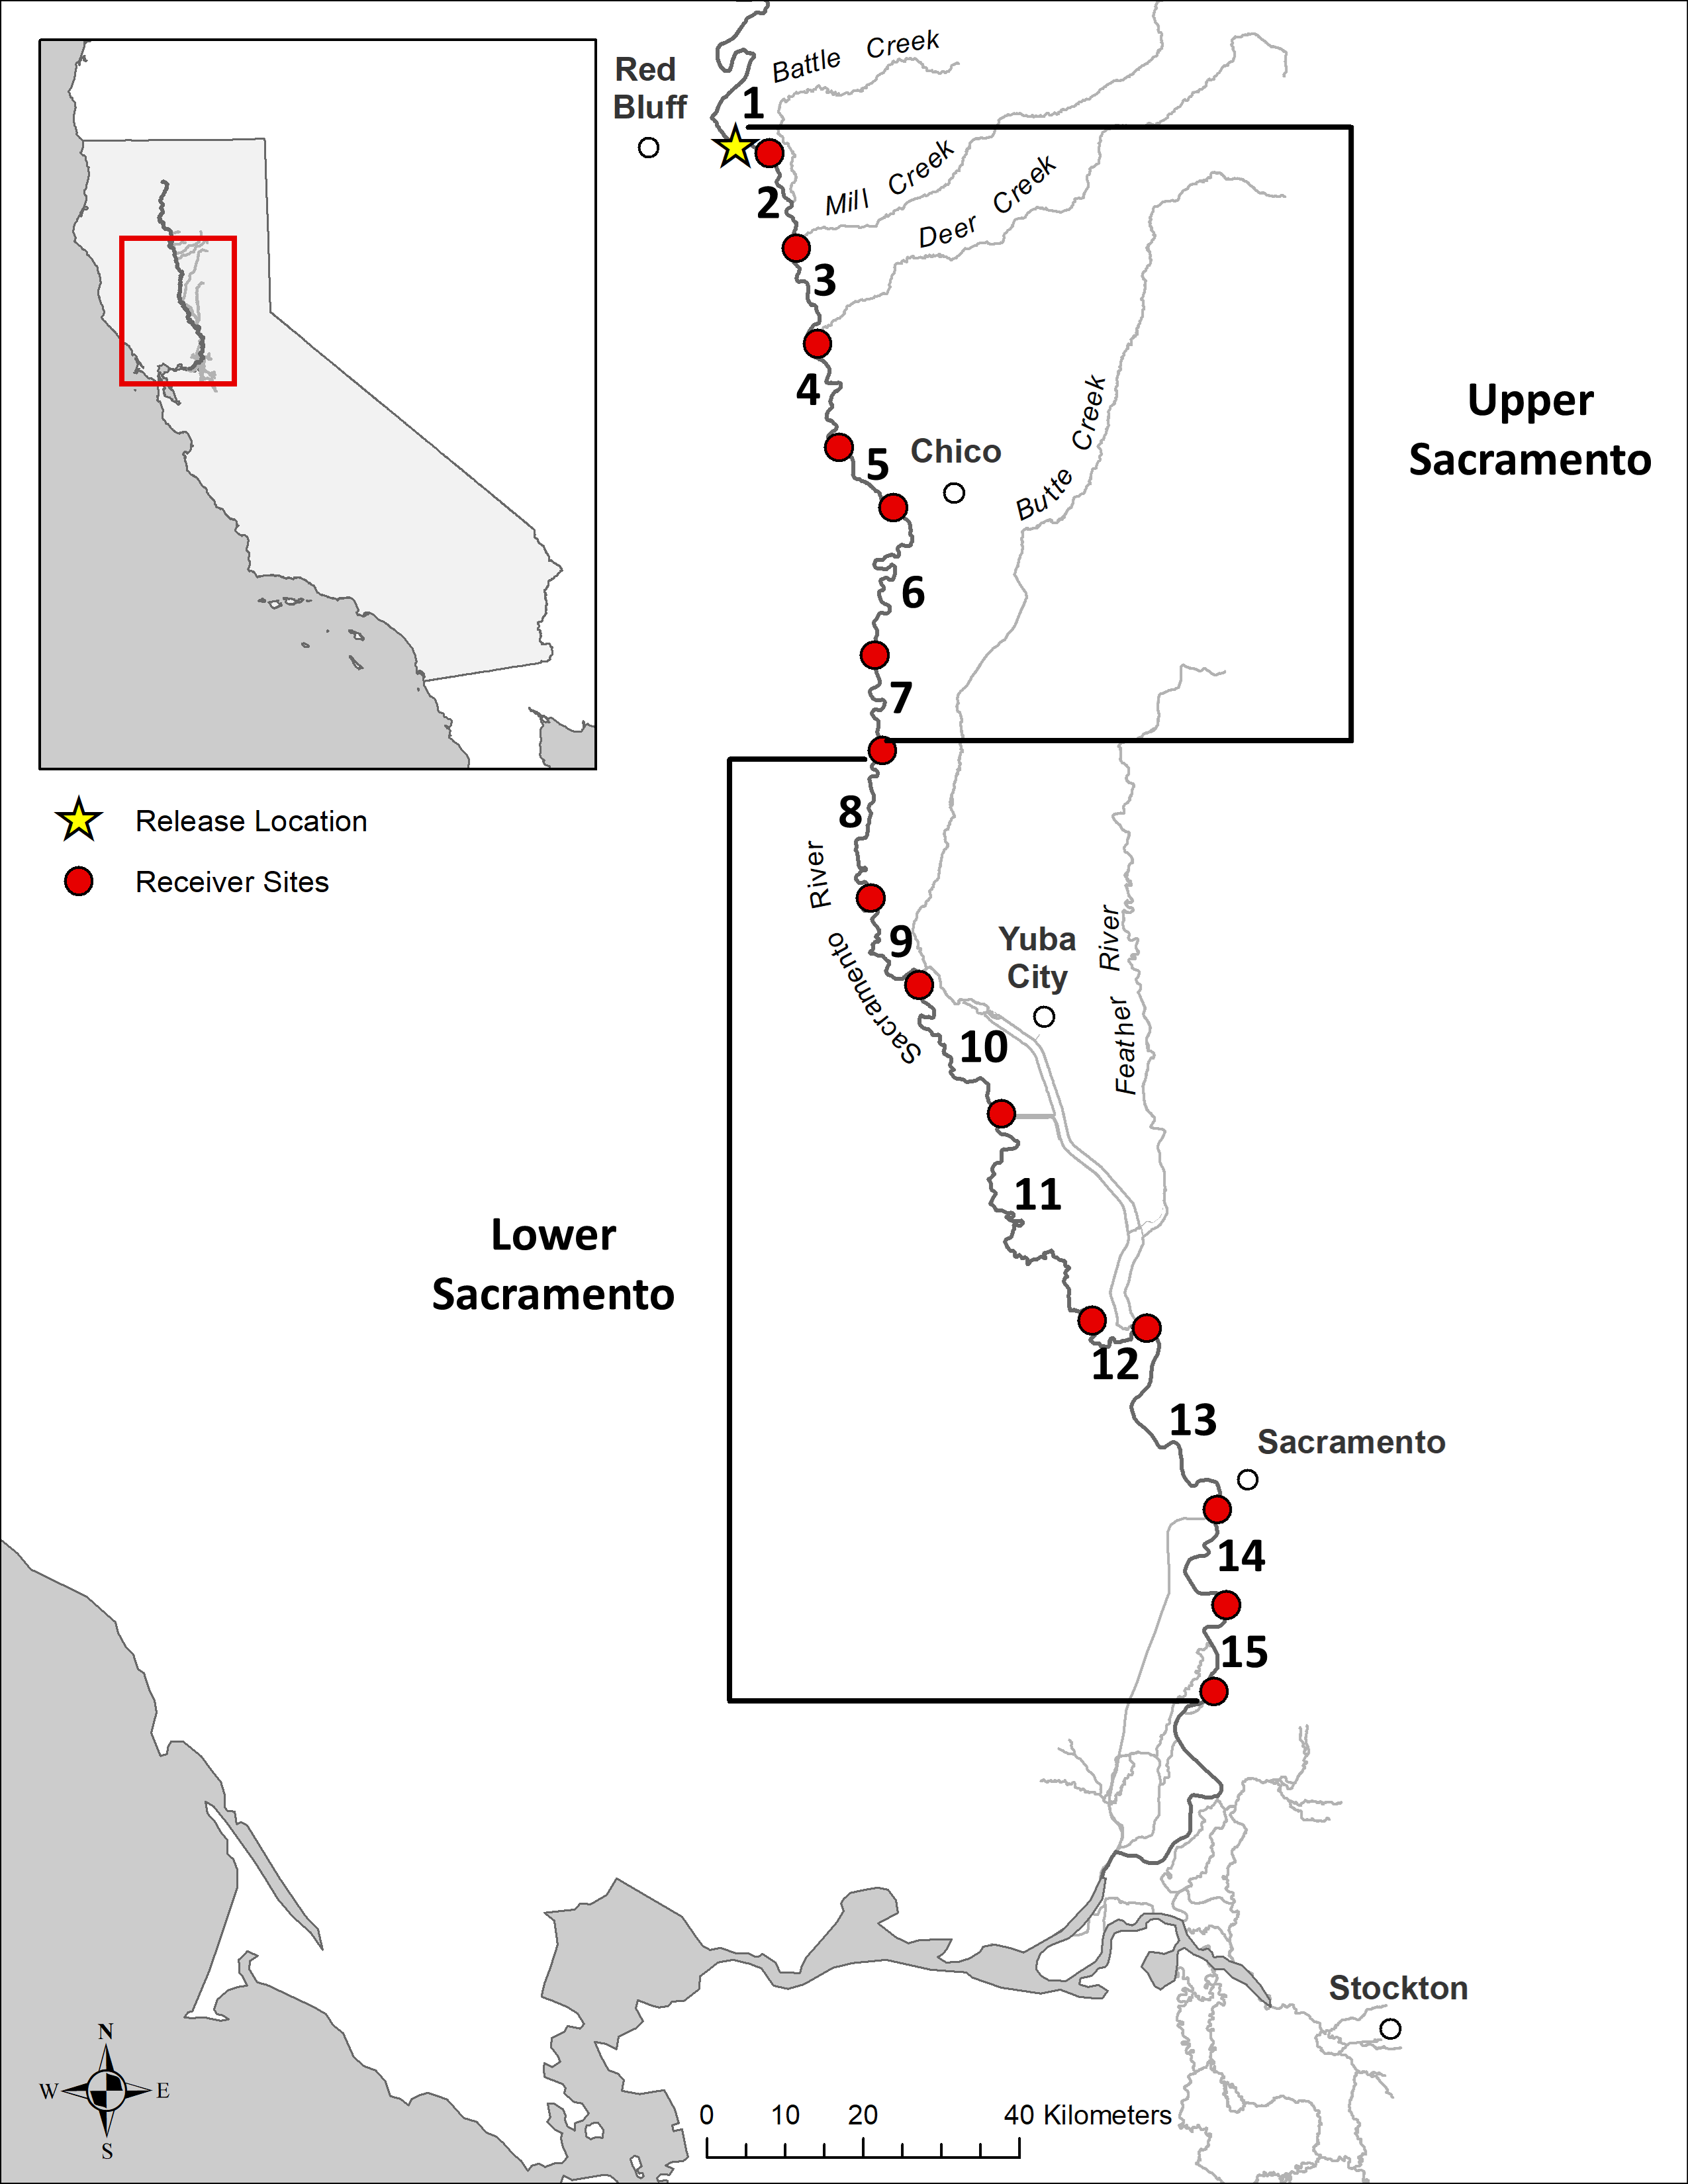 Red
Bluff
Battle Creek
1
2
Mill Creek
Deer Creek
3
4
Upper
Sacramento
5
Chico
Butte Creek
6
7
8
Release Location
Receiver Sites
River
Sacramento
9
Yuba
City
Feather River
10
11
Lower
Sacramento
12
13
Sacramento
14
15
Stockton
N
W
E
S
0 10 20 40 Kilometers